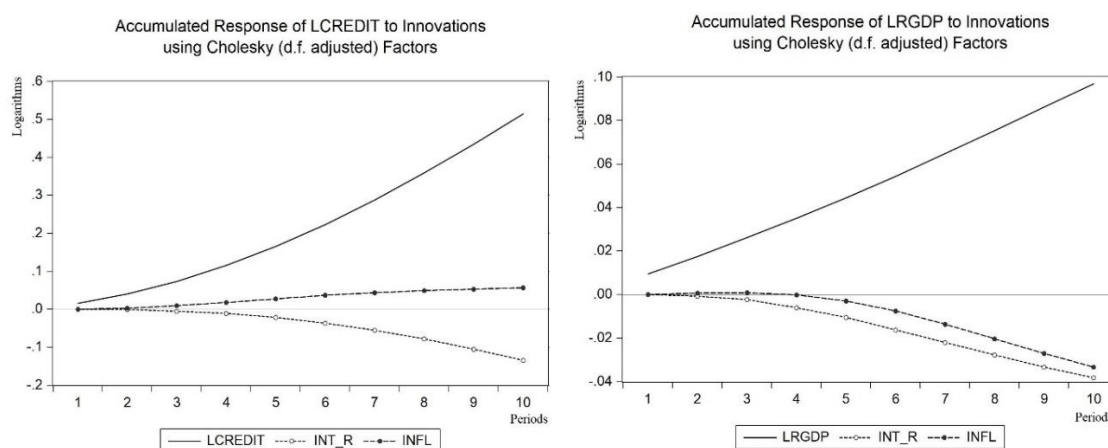 Accumulated Response of LCREDIT to Innovations
using Cholesky (d.f. adjusted) Factors
Logarithms
.6
.5
.4
.3
.2
.1
.0
-.1
-.2
1 2 3 4 5 6 7 8 9 10
Periods
LCREDIT INT_R INFL
Accumulated Response of LRGDP to Innovations
using Cholesky (d.f. adjusted) Factors
Logarithms
.10
.08
.06
.04
.02
.00
-.02
-.04
1 2 3 4 5 6 7 8 9 10
Periods
LRGDP INT_R INFL